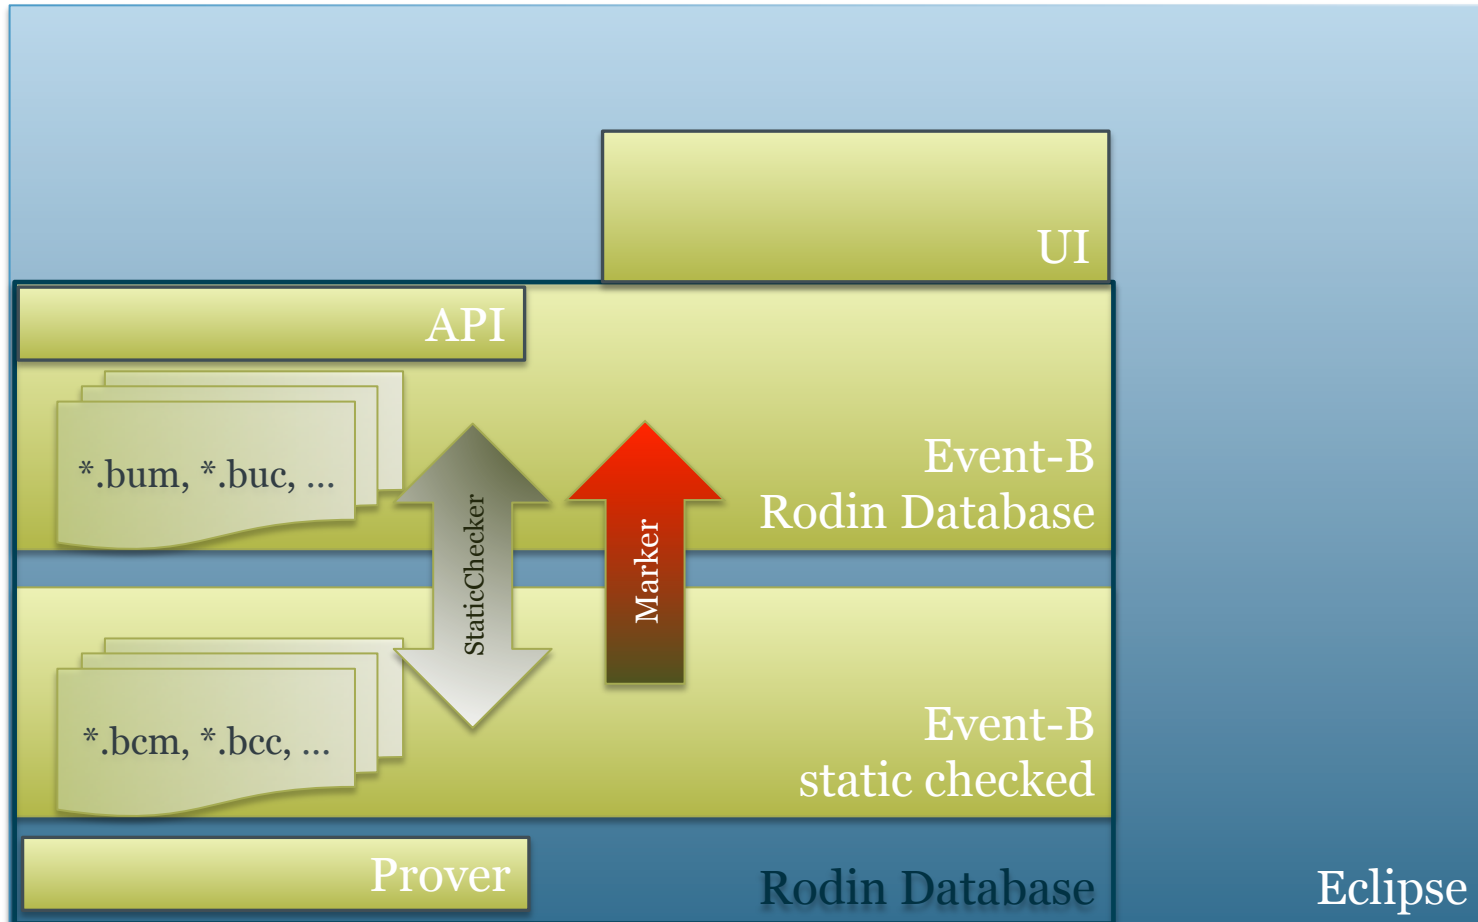 UI
API
*.bum, *.buc, ...
StaticChecker
Marker
Event-B
Rodin Database
*.bcm, *.bcc, ...
Event-B
static checked
Prover
Rodin Database
Eclipse